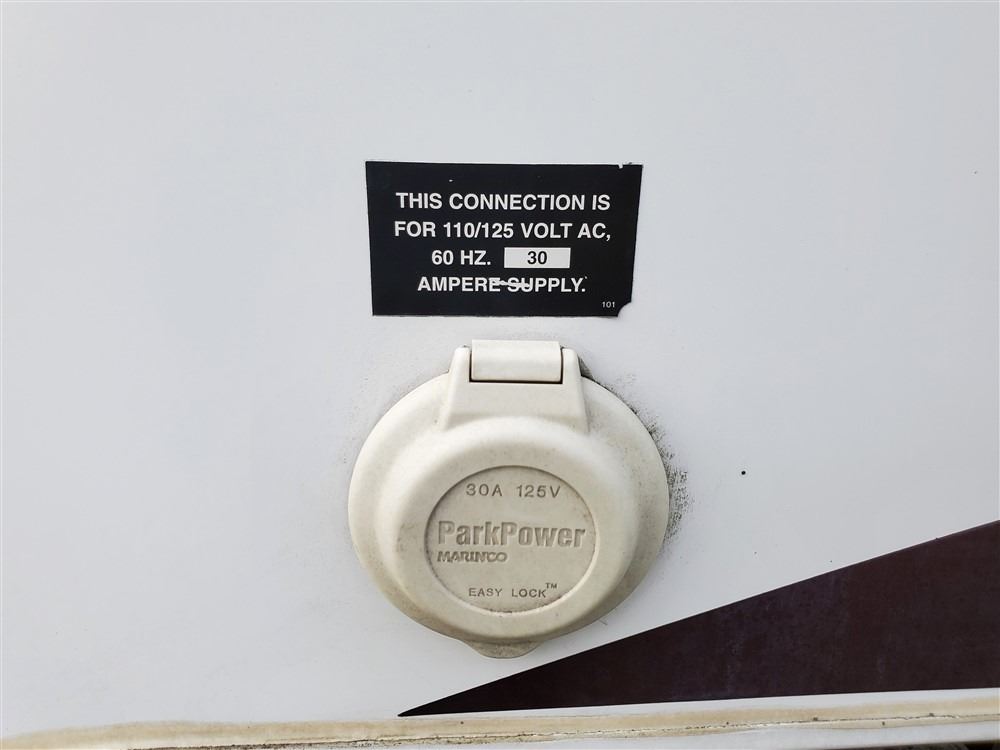 THIS CONNECTION IS
FOR 110/125 VOLT AC,
60 HZ. 30
AMPERE SUPPLY.
101
30A 125V
ParkPower
MARINCO
EASY LOCK™